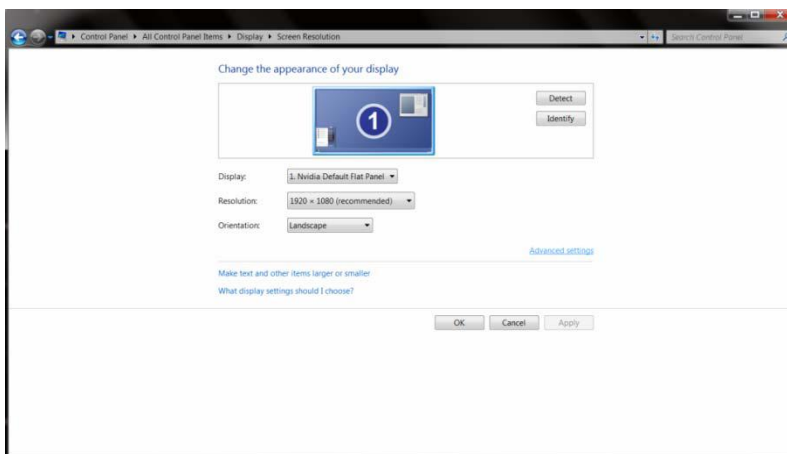 Control Panel ▸ All Control Panel Items ▸ Display ▸ Screen Resolution
Search Control Panel
Change the appearance of your display
1
Detect
Identify
Display: 1. Nvidia Default Flat Panel
Resolution: 1920 × 1080 (recommended)
Orientation: Landscape
Advanced settings
Make text and other items larger or smaller
What display settings should I choose?
OK Cancel Apply